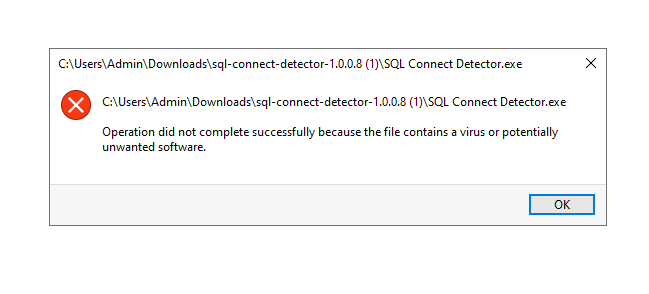 C:\Users\Admin\Downloads\sql-connect-detector-1.0.0.8 (1)\SQL Connect Detector.exe
C:\Users\Admin\Downloads\sql-connect-detector-1.0.0.8 (1)\SQL Connect Detector.exe
Operation did not complete successfully because the file contains a virus or potentially
unwanted software.
OK